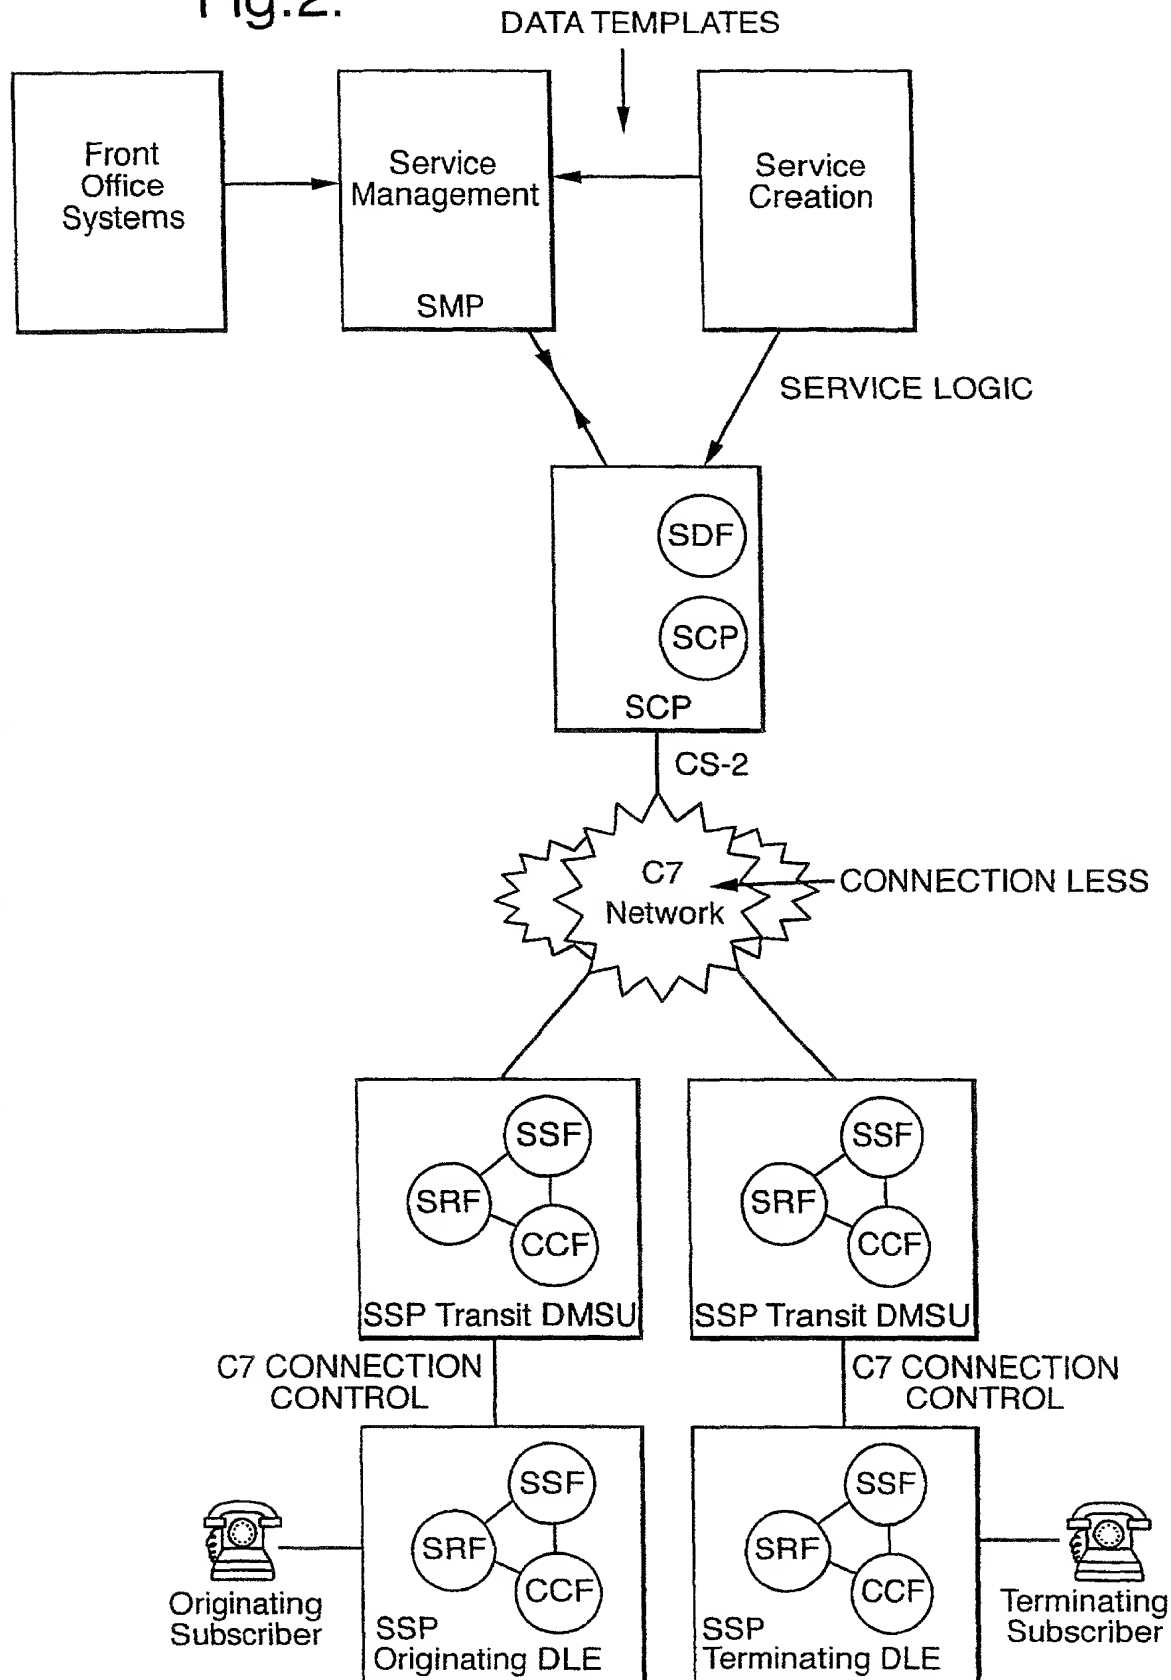 Fig.2.
DATA TEMPLATES
Front
Office
Systems
Service
Management
SMP
Service
Creation
SERVICE LOGIC
SDF
SCP
SCP
CS-2
C7
Network
CONNECTION LESS
SSF
SRF
CCF
SSP Transit DMSU
SSF
SRF
CCF
SSP Transit DMSU
C7 CONNECTION
CONTROL
C7 CONNECTION
CONTROL
SSF
SRF
CCF
SSP
Originating DLE
SSF
SRF
CCF
SSP
Terminating DLE
Originating
Subscriber
Terminating
Subscriber